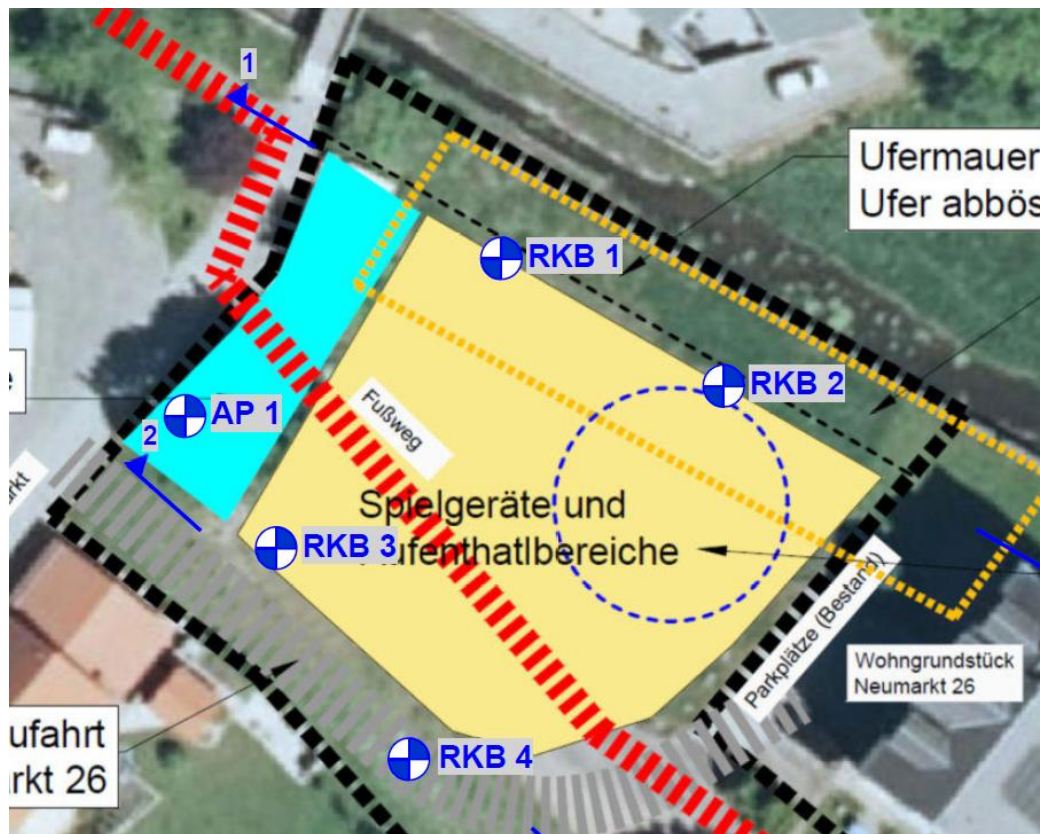 1
Ufermauer
Ufer abbös
RKB 1
RKB 2
AP 1
2
Fußweg
Spielgeräte und
Aufenthatlbereiche
RKB 3
Parkplätze (Bestand)
Wohngrundstück
Neumarkt 26
ufahrt
rkt 26
RKB 4